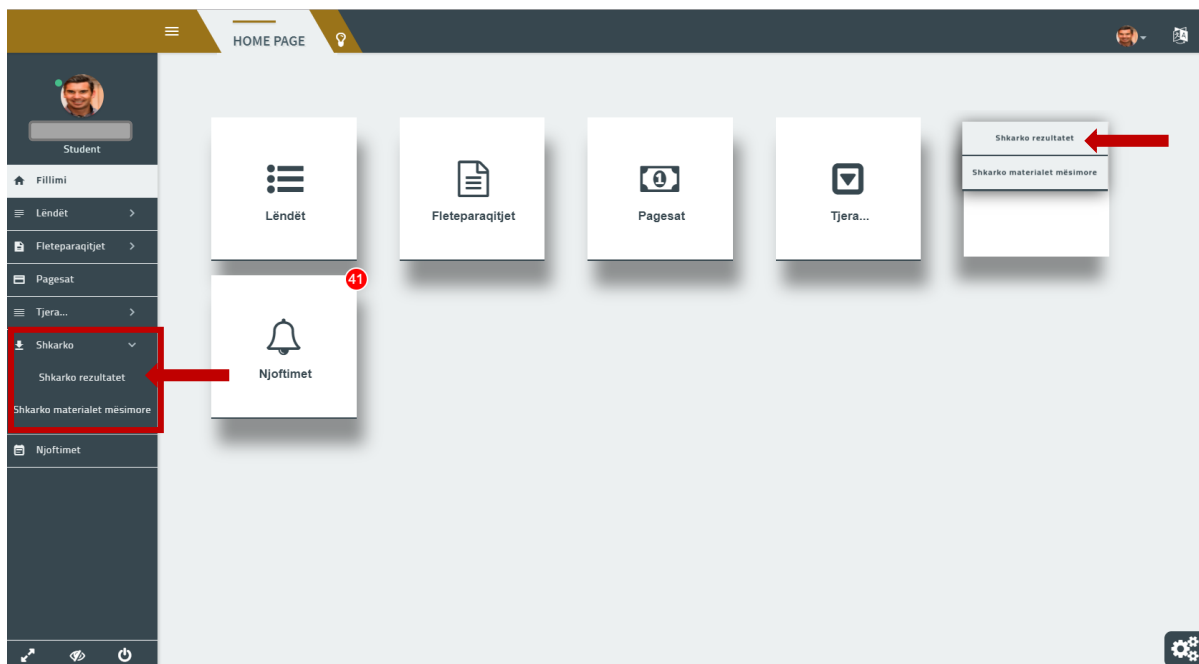 HOME PAGE
Student
Fillimi
Lëndët
Fleteparaqitjet
Pagesat
Tjera...
Shkarko
Shkarko rezultatet
Shkarko materialet mësimore
Njoftimet
Lëndët
Fleteparaqitjet
1
Pagesat
Tjera...
Shkarko rezultatet
Shkarko materialet mësimore
41
Njoftimet